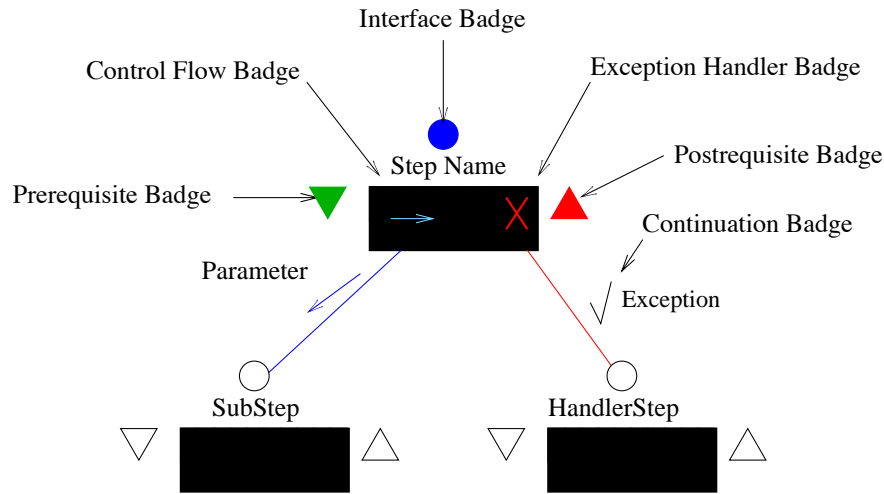 Interface Badge
Control Flow Badge
Exception Handler Badge
Step Name
Postrequisite Badge
Prerequisite Badge
Continuation Badge
Parameter
Exception
SubStep
HandlerStep